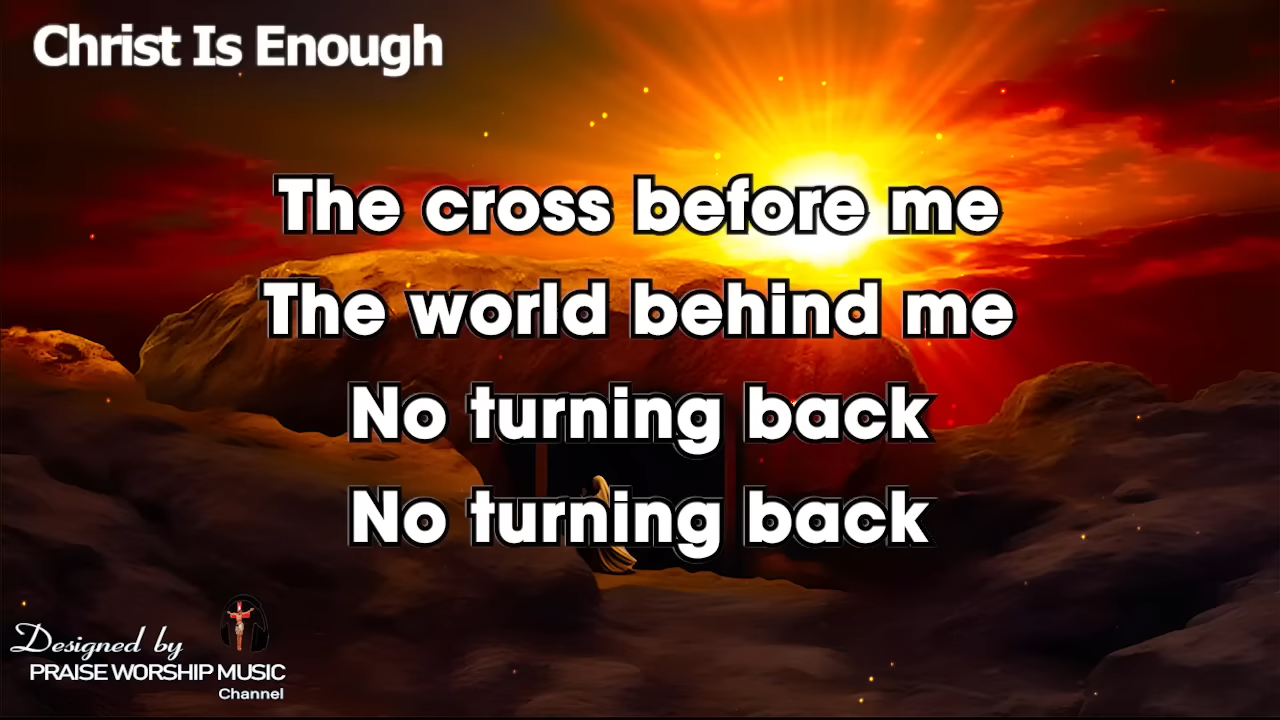 Christ Is Enough
The cross before me
The world behind me
No turning back
No turning back
Designed by
PRAISE WORSHIP MUSIC
Channel